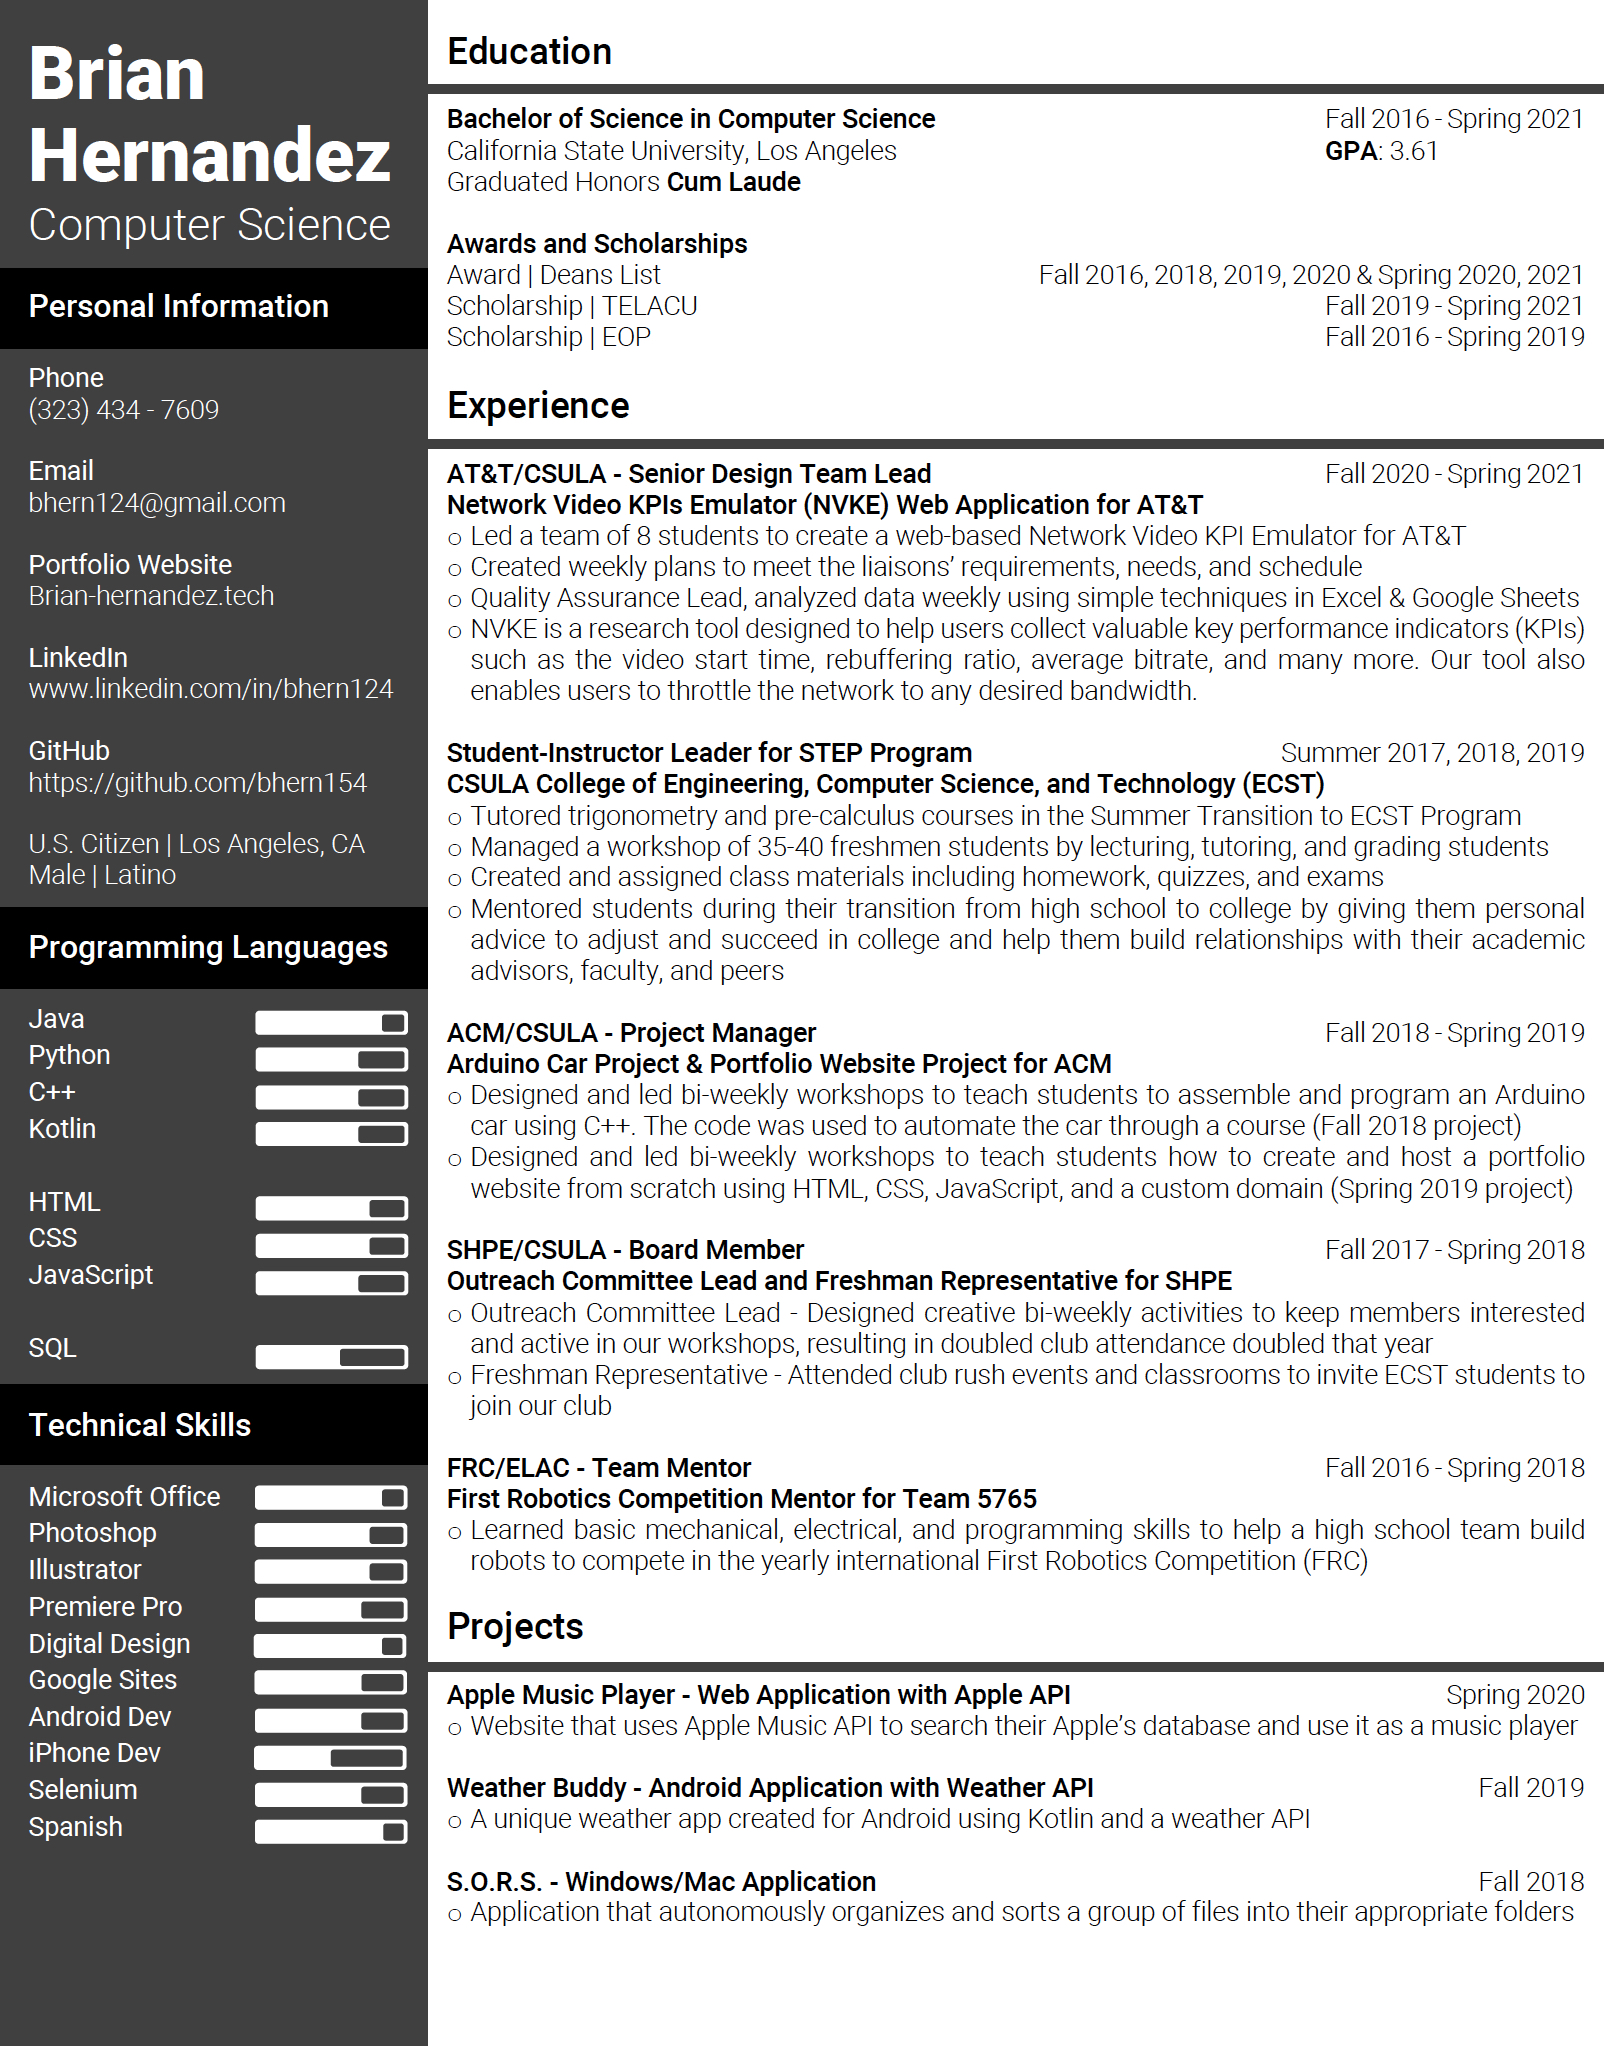 Brian
Hernandez
Computer Science
Personal Information
Phone
(323) 434 - 7609
Email
bhern124@gmail.com
Portfolio Website
Brian-hernandez.tech
LinkedIn
www.linkedin.com/in/bhern124
GitHub
https://github.com/bhern154
U.S. Citizen | Los Angeles, CA
Male | Latino
Programming Languages
Java
Python
C++
Kotlin
HTML
CSS
JavaScript
SQL
Technical Skills
Microsoft Office
Photoshop
Illustrator
Premiere Pro
Digital Design
Google Sites
Android Dev
iPhone Dev
Selenium
Spanish
Education
Bachelor of Science in Computer Science Fall 2016 - Spring 2021
California State University, Los Angeles GPA: 3.61
Graduated Honors Cum Laude
Awards and Scholarships
Award | Deans List Fall 2016, 2018, 2019, 2020 & Spring 2020, 2021
Scholarship | TELACU Fall 2019 - Spring 2021
Scholarship | EOP Fall 2016 - Spring 2019
Experience
AT&T/CSULA - Senior Design Team Lead Fall 2020 - Spring 2021
Network Video KPIs Emulator (NVKE) Web Application for AT&T
○ Led a team of 8 students to create a web-based Network Video KPI Emulator for AT&T
○ Created weekly plans to meet the liaisons’ requirements, needs, and schedule
○ Quality Assurance Lead, analyzed data weekly using simple techniques in Excel & Google Sheets
○ NVKE is a research tool designed to help users collect valuable key performance indicators (KPIs)
such as the video start time, rebuffering ratio, average bitrate, and many more. Our tool also
enables users to throttle the network to any desired bandwidth.
Student-Instructor Leader for STEP Program Summer 2017, 2018, 2019
CSULA College of Engineering, Computer Science, and Technology (ECST)
○ Tutored trigonometry and pre-calculus courses in the Summer Transition to ECST Program
○ Managed a workshop of 35-40 freshmen students by lecturing, tutoring, and grading students
○ Created and assigned class materials including homework, quizzes, and exams
○ Mentored students during their transition from high school to college by giving them personal
advice to adjust and succeed in college and help them build relationships with their academic
advisors, faculty, and peers
ACM/CSULA - Project Manager Fall 2018 - Spring 2019
Arduino Car Project & Portfolio Website Project for ACM
○ Designed and led bi-weekly workshops to teach students to assemble and program an Arduino
car using C++. The code was used to automate the car through a course (Fall 2018 project)
○ Designed and led bi-weekly workshops to teach students how to create and host a portfolio
website from scratch using HTML, CSS, JavaScript, and a custom domain (Spring 2019 project)
SHPE/CSULA - Board Member Fall 2017 - Spring 2018
Outreach Committee Lead and Freshman Representative for SHPE
○ Outreach Committee Lead - Designed creative bi-weekly activities to keep members interested
and active in our workshops, resulting in doubled club attendance doubled that year
○ Freshman Representative - Attended club rush events and classrooms to invite ECST students to
join our club
FRC/ELAC - Team Mentor Fall 2016 - Spring 2018
First Robotics Competition Mentor for Team 5765
○ Learned basic mechanical, electrical, and programming skills to help a high school team build
robots to compete in the yearly international First Robotics Competition (FRC)
Projects
Apple Music Player - Web Application with Apple API Spring 2020
○ Website that uses Apple Music API to search their Apple’s database and use it as a music player
Weather Buddy - Android Application with Weather API Fall 2019
○ A unique weather app created for Android using Kotlin and a weather API
S.O.R.S. - Windows/Mac Application Fall 2018
○ Application that autonomously organizes and sorts a group of files into their appropriate folders